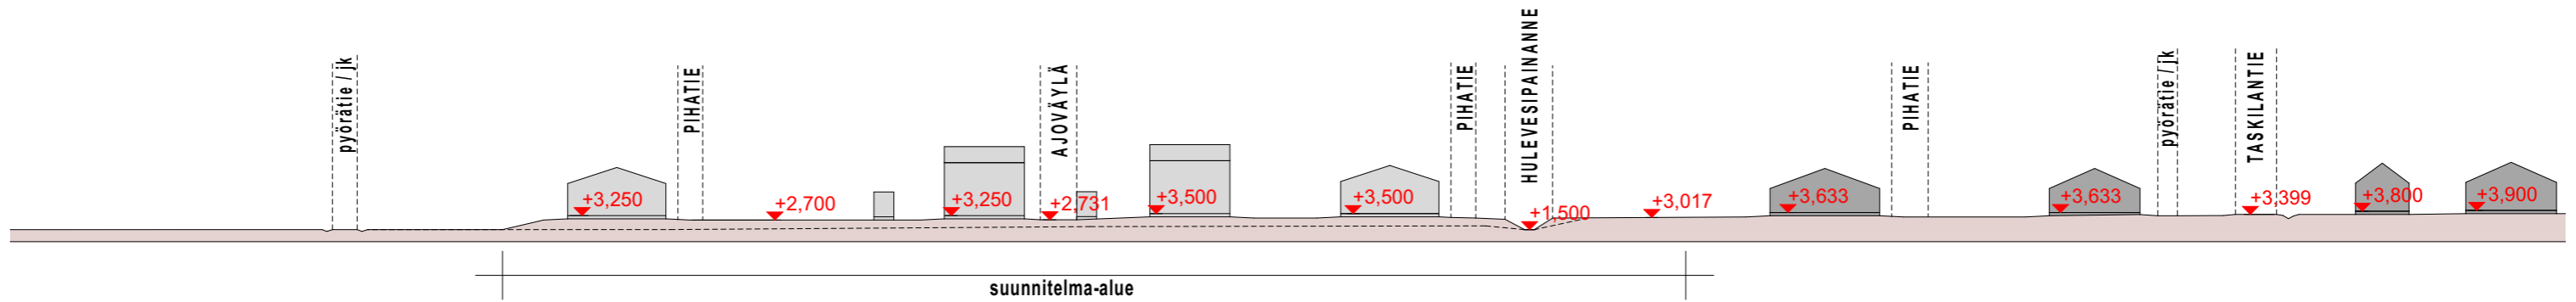 pyörätie / jk
PIHATIE
AJOVÄYLÄ
PIHATIE
HULEVESIPAINANNE
PIHATIE
pyörätie / jk
TASKILANTIE
+3,250
+2,700
+3,250
+2,731
+3,500
+3,500
+1,500
+3,017
+3,633
+3,633
+3,399
+3,800
+3,900
suunnitelma-alue